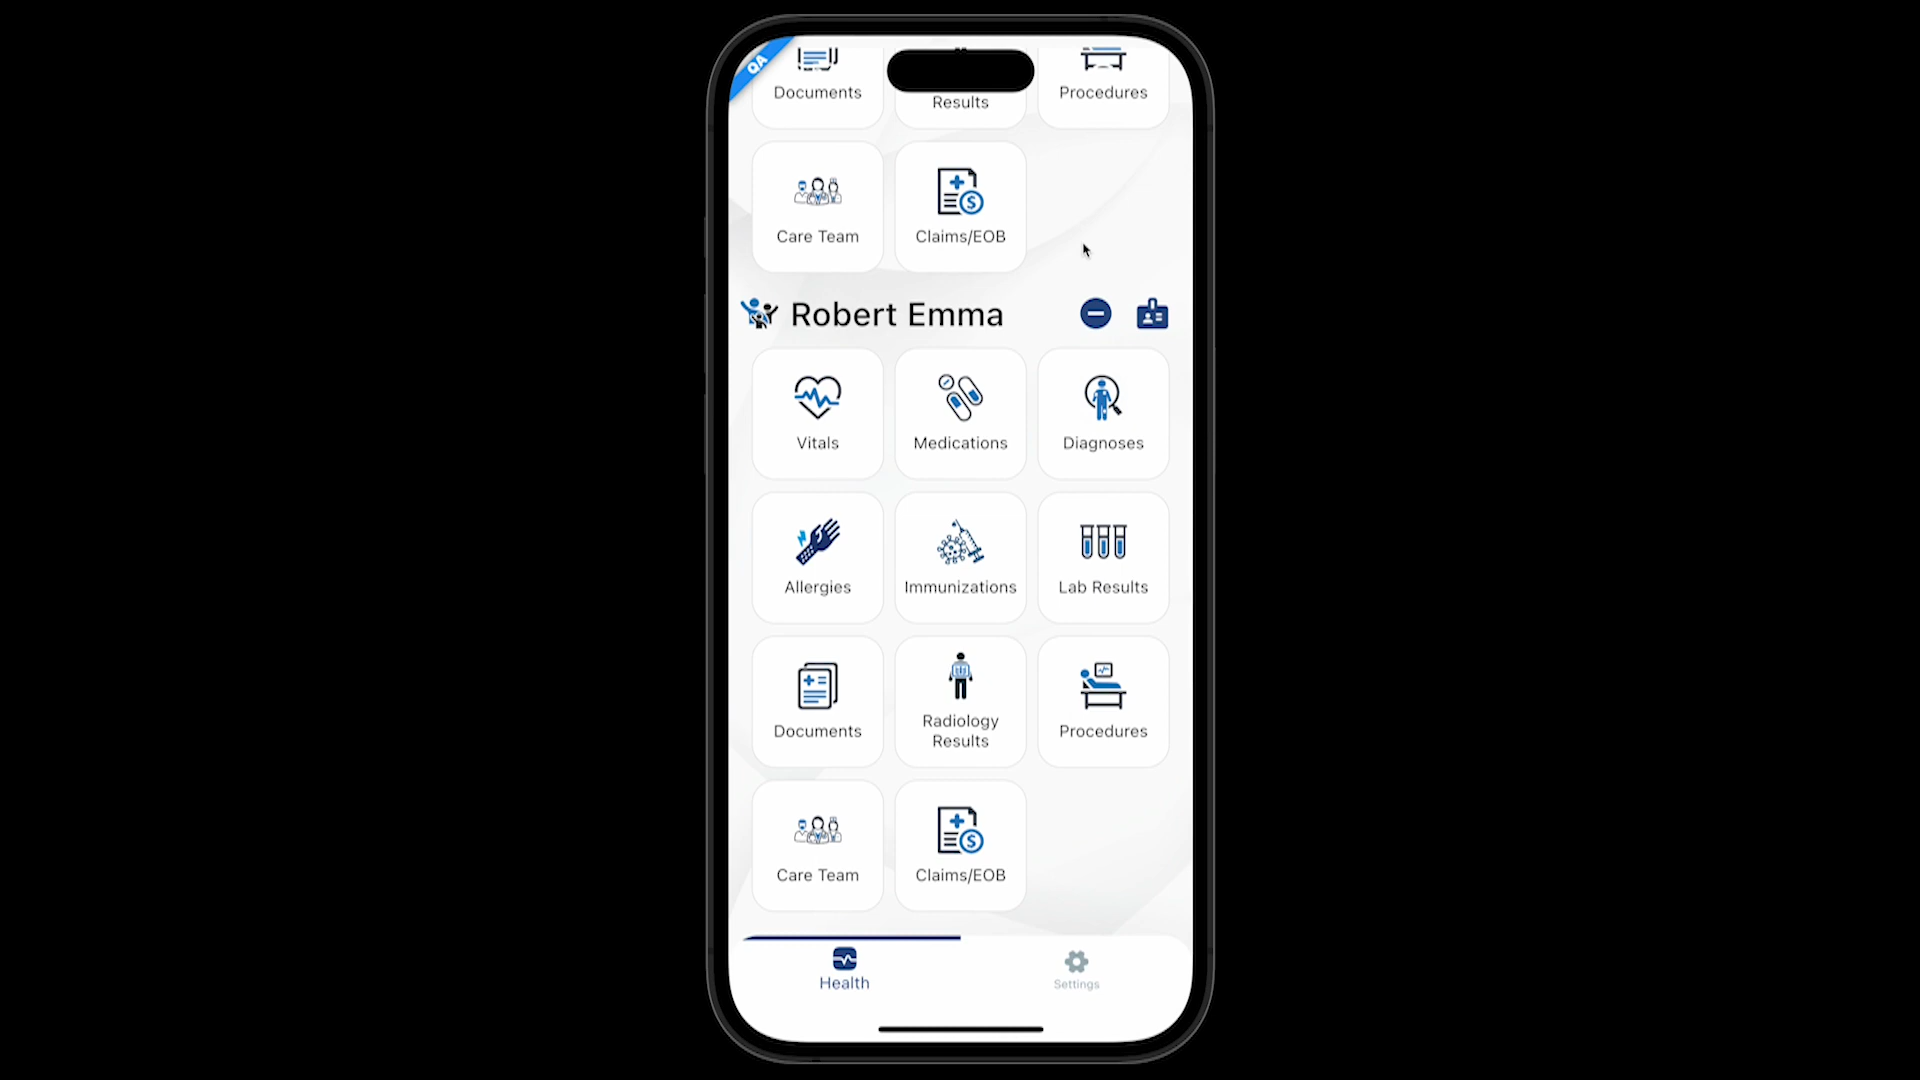 QA
Documents
Results
Procedures
Care Team
Claims/EOB
Robert Emma
Vitals
Medications
Diagnoses
Allergies
Immunizations
Lab Results
Documents
Radiology
Results
Procedures
Care Team
Claims/EOB
Health
Settings